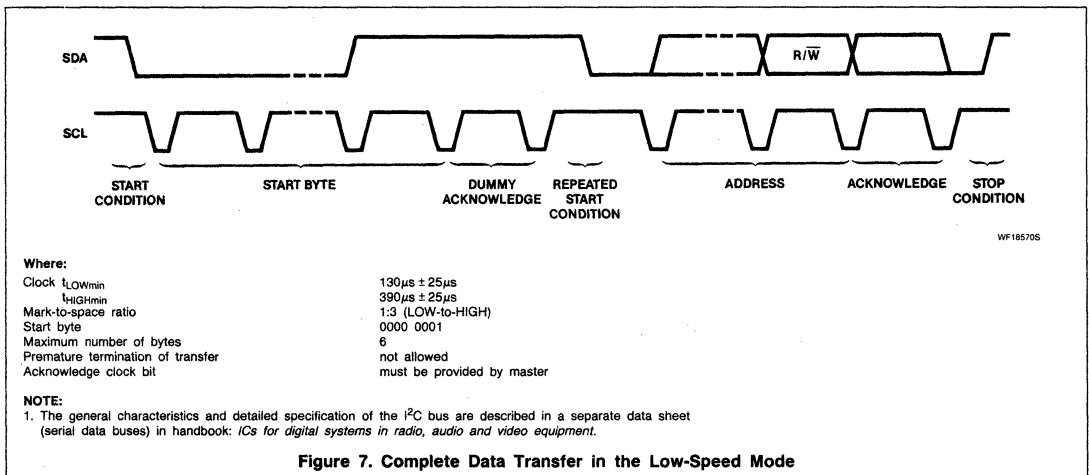 SDA
R/W̅
SCL
START CONDITION
START BYTE
DUMMY ACKNOWLEDGE
REPEATED START CONDITION
ADDRESS
ACKNOWLEDGE
STOP CONDITION
WF18570S
Where:
Clock tLOWmin 130µs ± 25µs
tHIGHmin 390µs ± 25µs
Mark-to-space ratio 1:3 (LOW-to-HIGH)
Start byte 0000 0001
Maximum number of bytes 6
Premature termination of transfer not allowed
Acknowledge clock bit must be provided by master
NOTE:
1. The general characteristics and detailed specification of the I²C bus are described in a separate data sheet
(serial data buses) in handbook: ICs for digital systems in radio, audio and video equipment.
Figure 7. Complete Data Transfer in the Low-Speed Mode